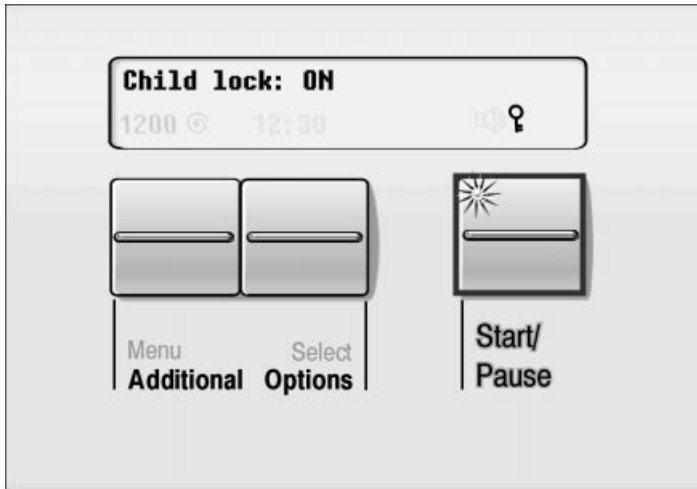 Child lock: ON
1200 12:30
Menu Select
Additional Options
Start/
Pause